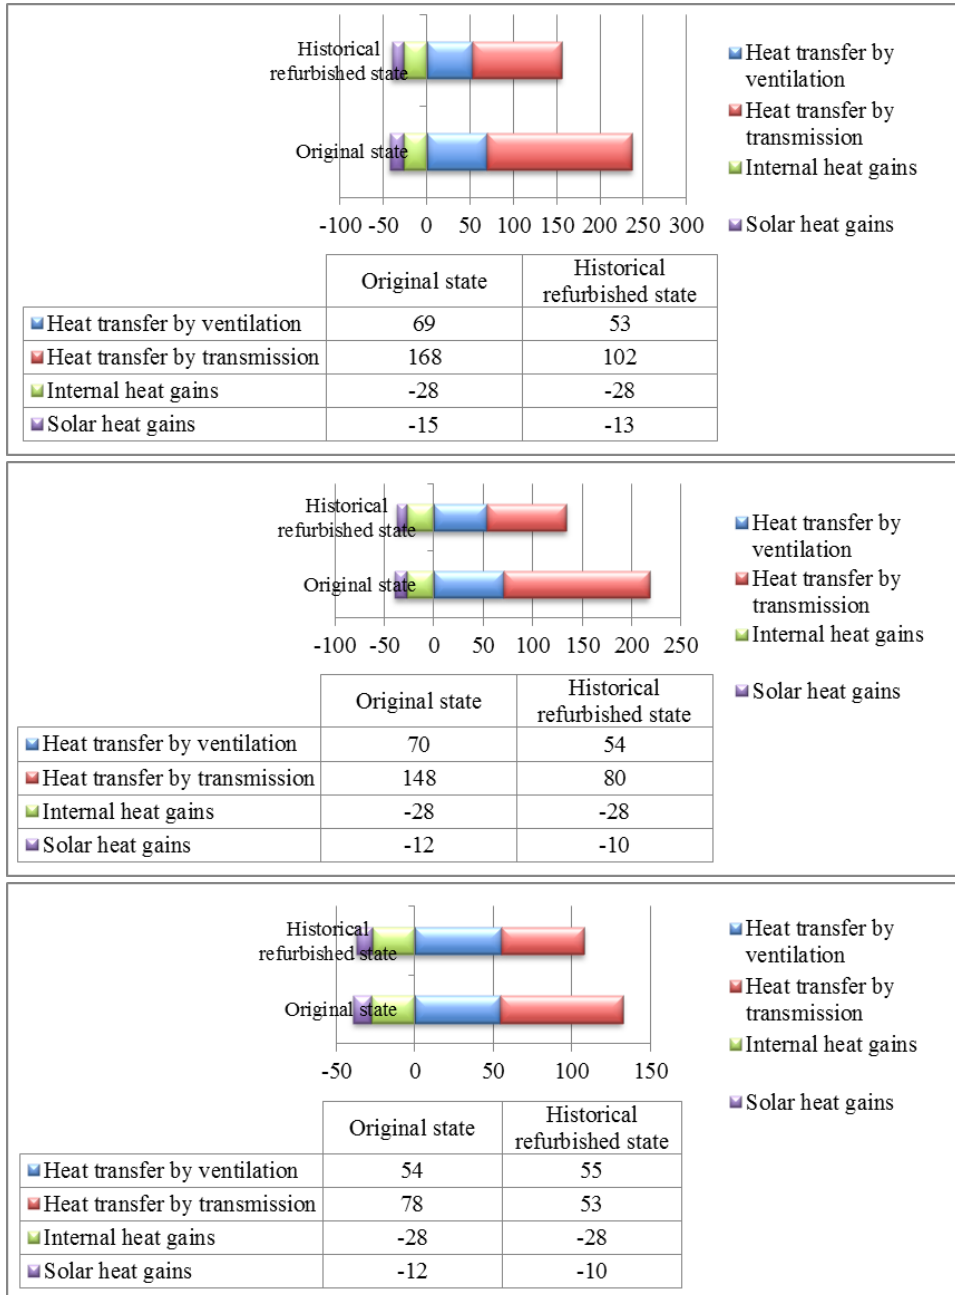 Historical
refurbished state
Original state
-100 -50 0 50 100 150 200 250 300
Heat transfer by
ventilation
Heat transfer by
transmission
Internal heat gains
Solar heat gains
Original state Historical
refurbished state
Heat transfer by ventilation 69 53
Heat transfer by transmission 168 102
Internal heat gains -28 -28
Solar heat gains -15 -13
Historical
refurbished state
Original state
-100 -50 0 50 100 150 200 250
Heat transfer by
ventilation
Heat transfer by
transmission
Internal heat gains
Solar heat gains
Original state Historical
refurbished state
Heat transfer by ventilation 70 54
Heat transfer by transmission 148 80
Internal heat gains -28 -28
Solar heat gains -12 -10
Historical
refurbished state
Original state
-50 0 50 100 150
Heat transfer by
ventilation
Heat transfer by
transmission
Internal heat gains
Solar heat gains
Original state Historical
refurbished state
Heat transfer by ventilation 54 55
Heat transfer by transmission 78 53
Internal heat gains -28 -28
Solar heat gains -12 -10